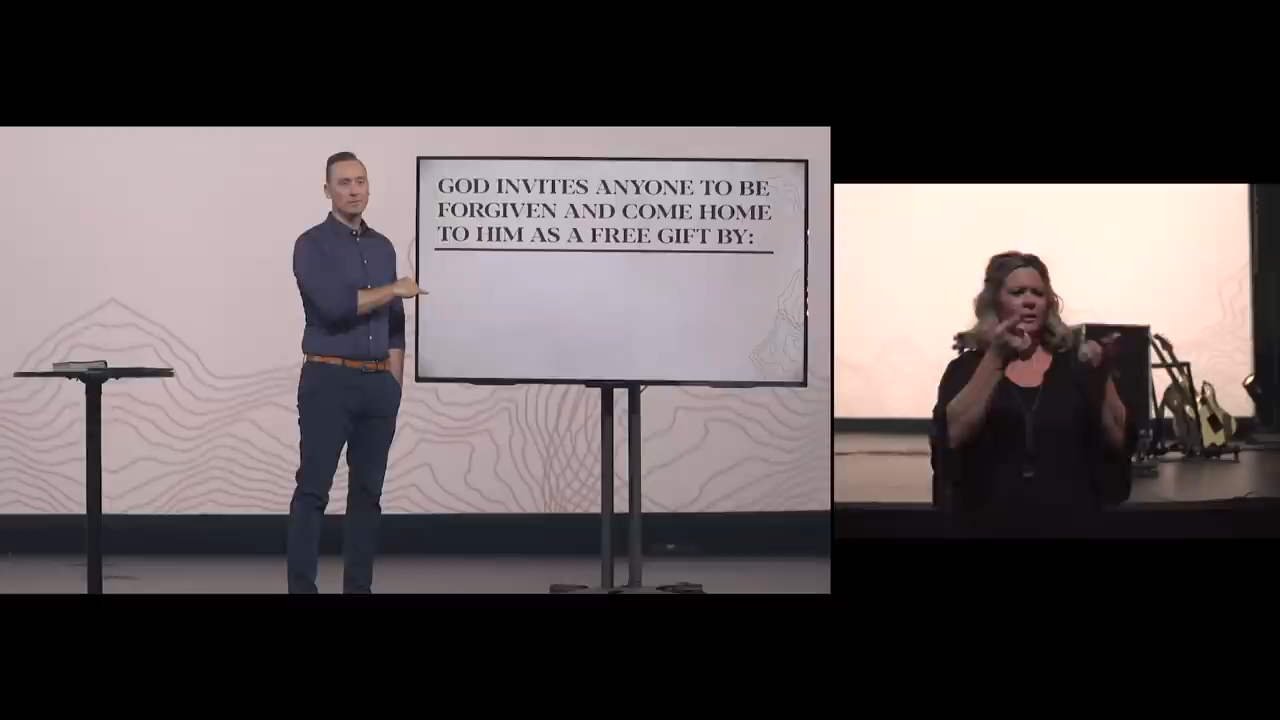 GOD INVITES ANYONE TO BE
FORGIVEN AND COME HOME
TO HIM AS A FREE GIFT BY: